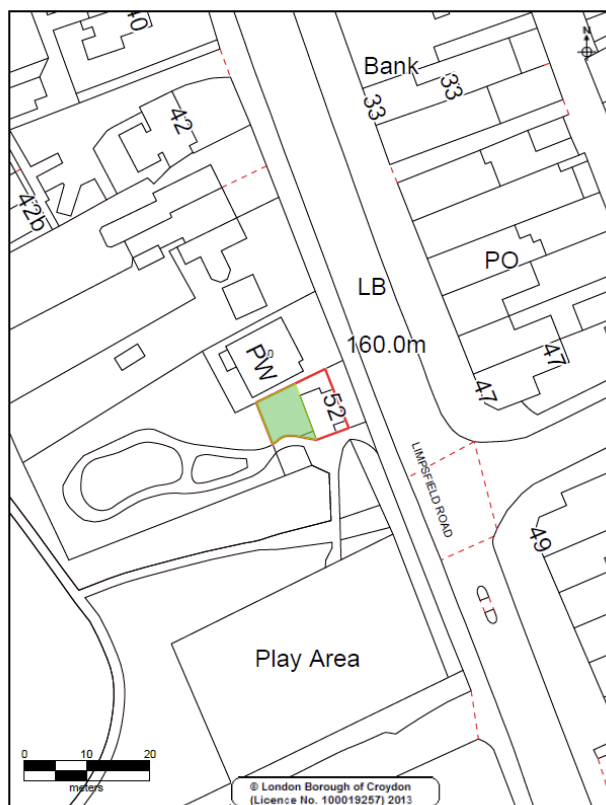 40
N
Bank
33
33
42
42b
PO
LB
160.0m
PW
47
47
52
LIMPSFIELD ROAD
49
Play Area
0 10 20
meters
© London Borough of Croydon
(Licence No. 100019257) 2013